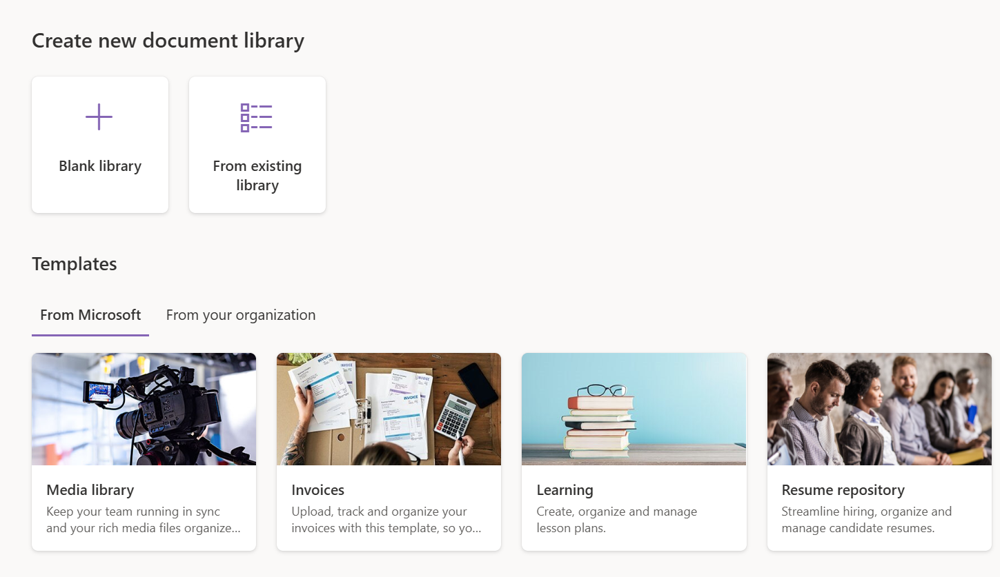 Create new document library
Blank library
From existing
library
Templates
From Microsoft
From your organization
INVOICE
INVOICE
INVOICE
INVOICE
Media library
Keep your team running in sync
and your rich media files organize...
Invoices
Upload, track and organize your
invoices with this template, so yo...
Learning
Create, organize and manage
lesson plans.
Resume repository
Streamline hiring, organize and
manage candidate resumes.